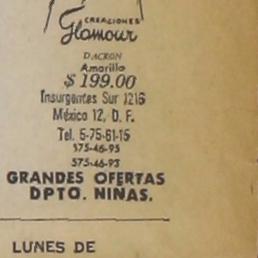 CREACIONES
Glamour
DACRON
Amarillo
$ 199.00
Insurgentes Sur 1216
México 12, D. F.
Tel. 5-75-61-15
575-46-95
575-46-93
GRANDES OFERTAS
DPTO. NIÑAS.
LUNES DE